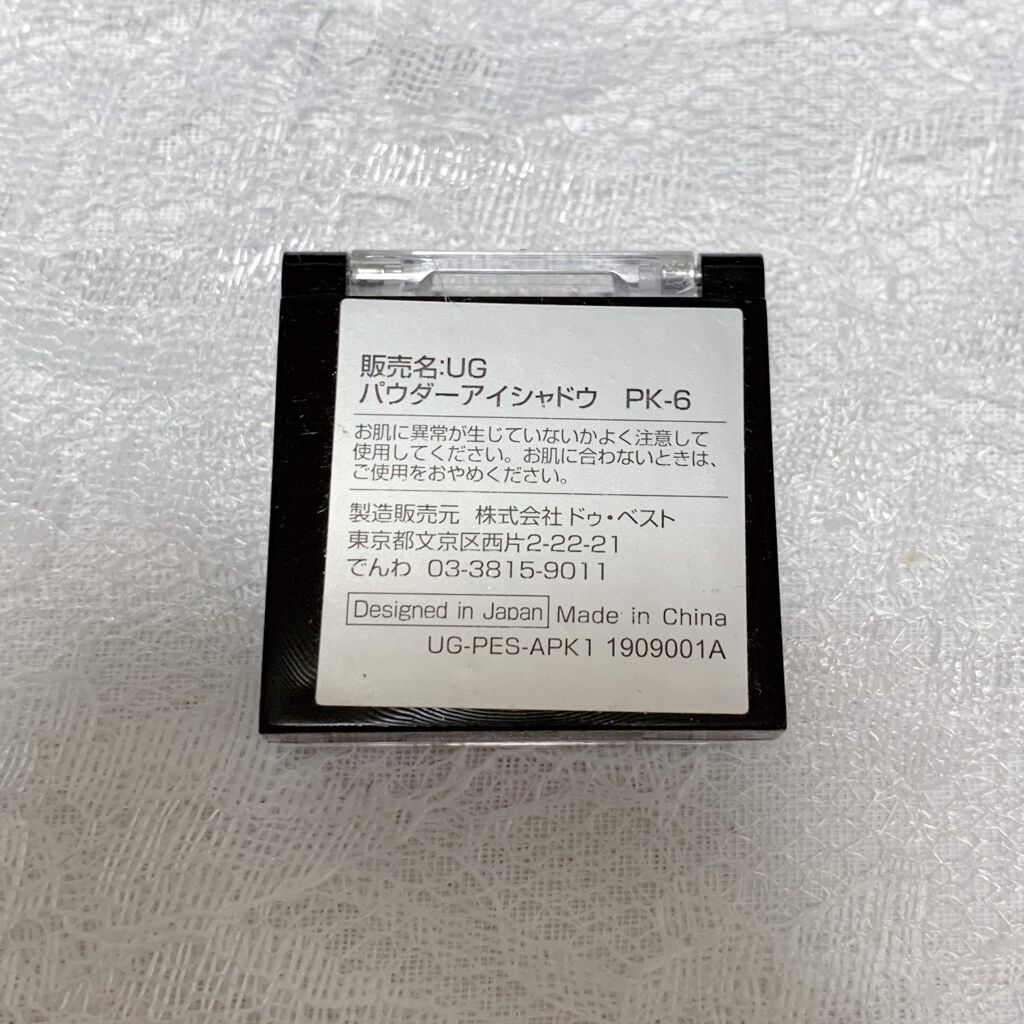 販売名:UG
パウダーアイシャドウ PK-6
お肌に異常が生じていないかよく注意して
使用してください。お肌に合わないときは、
ご使用をおやめください。
製造販売元 株式会社ドゥ・ベスト
東京都文京区西片2-22-21
でんわ 03-3815-9011
Designed in Japan Made in China
UG-PES-APK1 1909001A